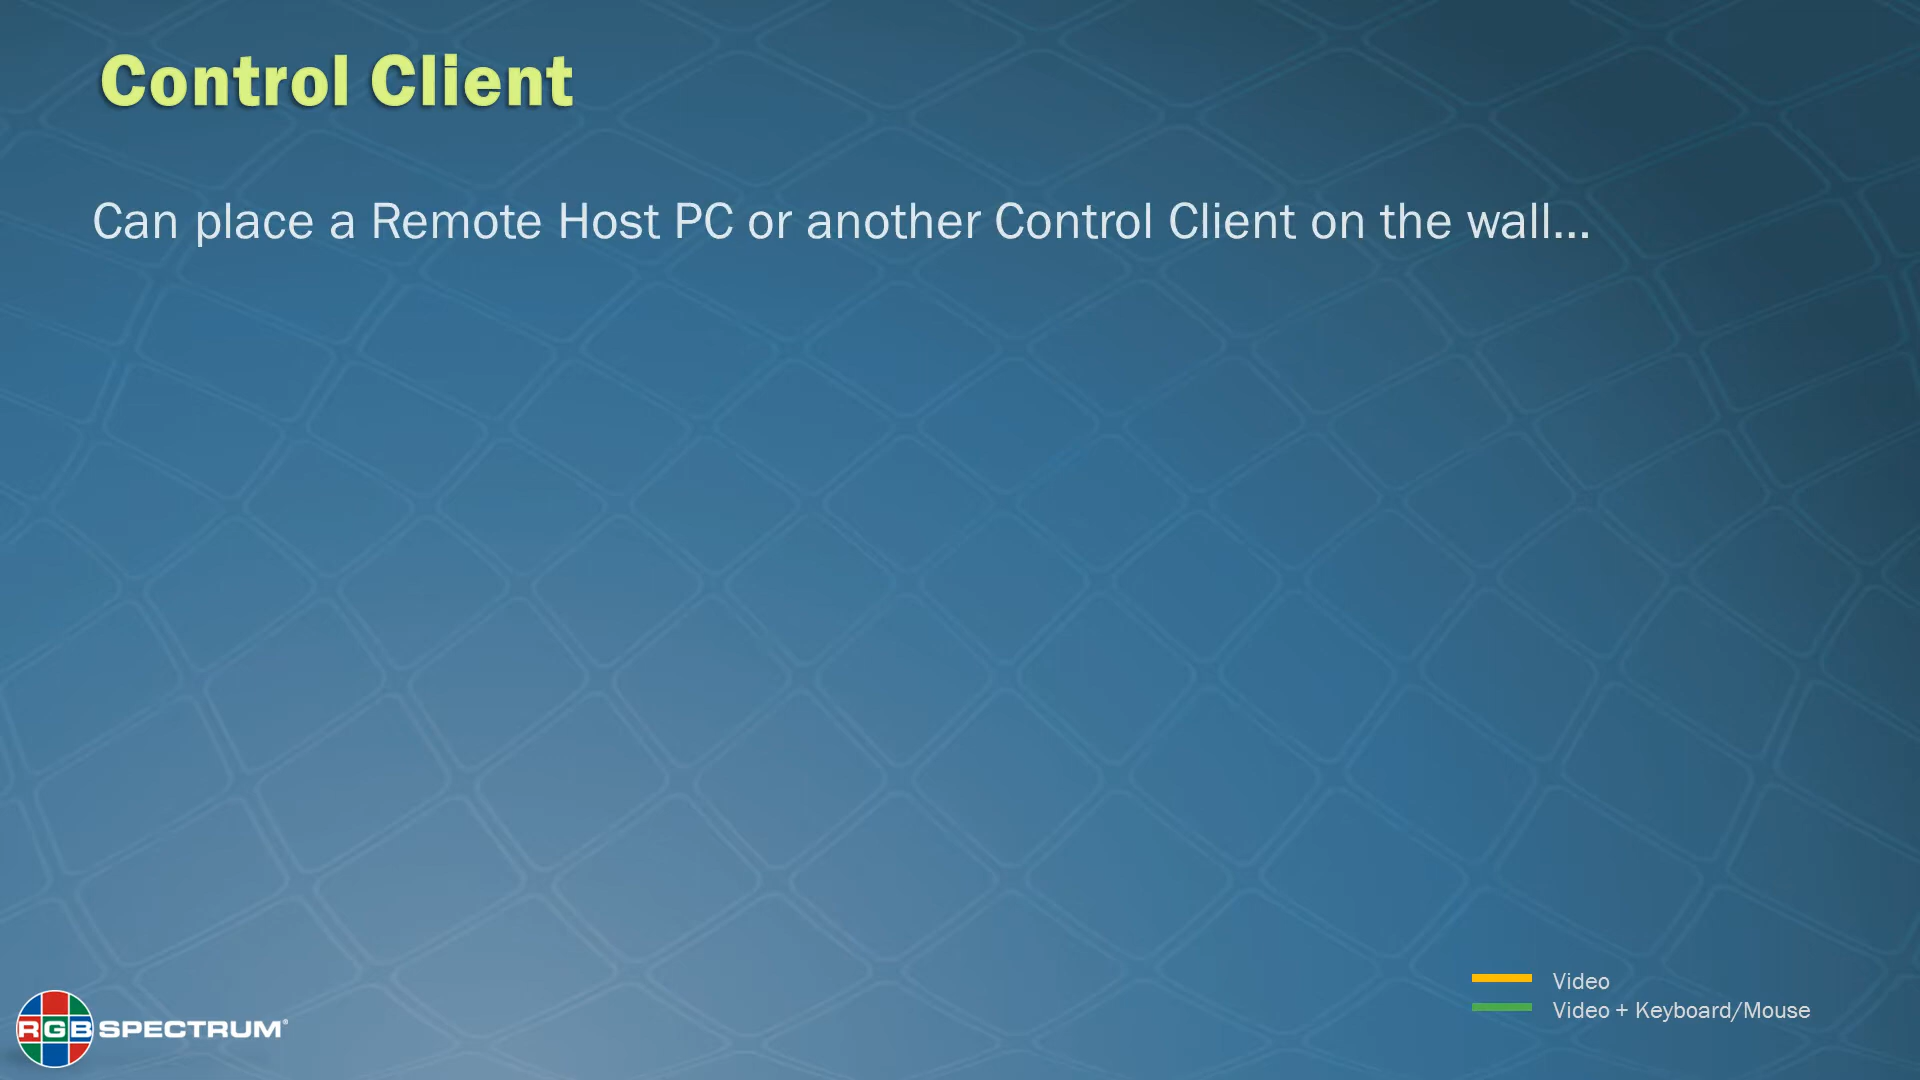 Control Client
Can place a Remote Host PC or another Control Client on the wall...
Video
Video + Keyboard/Mouse
RGB SPECTRUM®